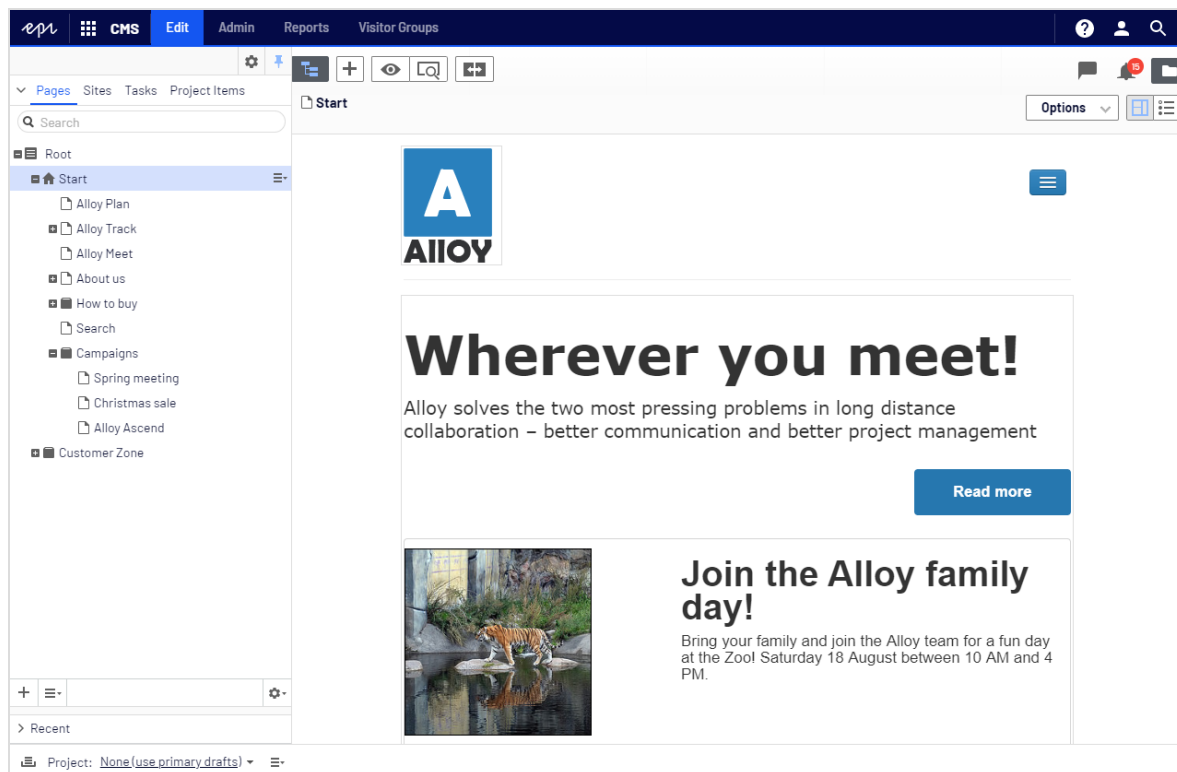 epi CMS Edit Admin Reports Visitor Groups
15
Pages Sites Tasks Project Items
Search
Start
Options
Root
Start
Alloy Plan
Alloy Track
Alloy Meet
About us
How to buy
Search
Campaigns
Spring meeting
Christmas sale
Alloy Ascend
Customer Zone
Recent
Project: None (use primary drafts)
A
Alloy
Wherever you meet!
Alloy solves the two most pressing problems in long distance
collaboration – better communication and better project management
Read more
Join the Alloy family
day!
Bring your family and join the Alloy team for a fun day
at the Zoo! Saturday 18 August between 10 AM and 4
PM.